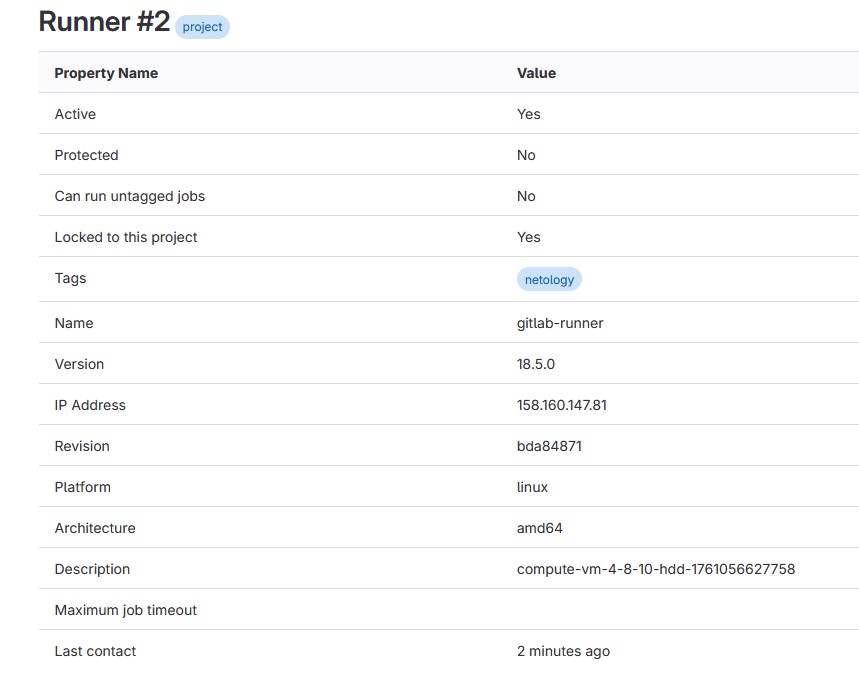 Runner #2 project
Property Name Value
Active Yes
Protected No
Can run untagged jobs No
Locked to this project Yes
Tags netology
Name gitlab-runner
Version 18.5.0
IP Address 158.160.147.81
Revision bda84871
Platform linux
Architecture amd64
Description compute-vm-4-8-10-hdd-1761056627758
Maximum job timeout
Last contact 2 minutes ago